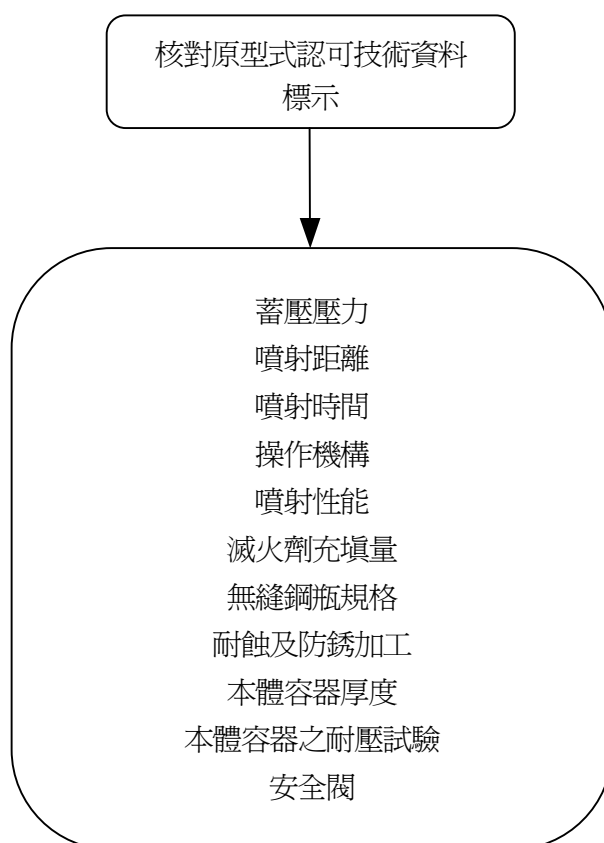 核對原型式認可技術資料
標示
蓄壓壓力
噴射距離
噴射時間
操作機構
噴射性能
滅火劑充填量
無縫鋼瓶規格
耐蝕及防銹加工
本體容器厚度
本體容器之耐壓試驗
安全閥